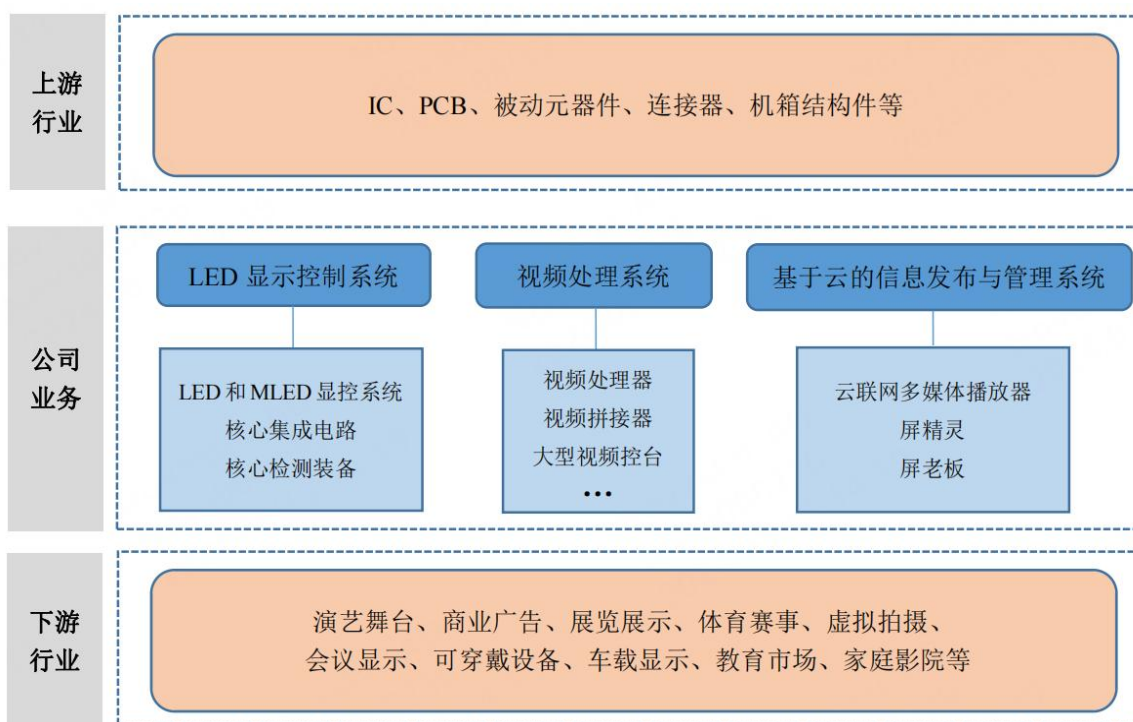 上游
行业
IC、PCB、被动元器件、连接器、机箱结构件等
公司
业务
LED 显示控制系统
LED 和 MLED 显控系统
核心集成电路
核心检测装备
视频处理系统
视频处理器
视频拼接器
大型视频控台
•••
基于云的信息发布与管理系统
云联网多媒体播放器
屏精灵
屏老板
下游
行业
演艺舞台、商业广告、展览展示、体育赛事、虚拟拍摄、
会议显示、可穿戴设备、车载显示、教育市场、家庭影院等